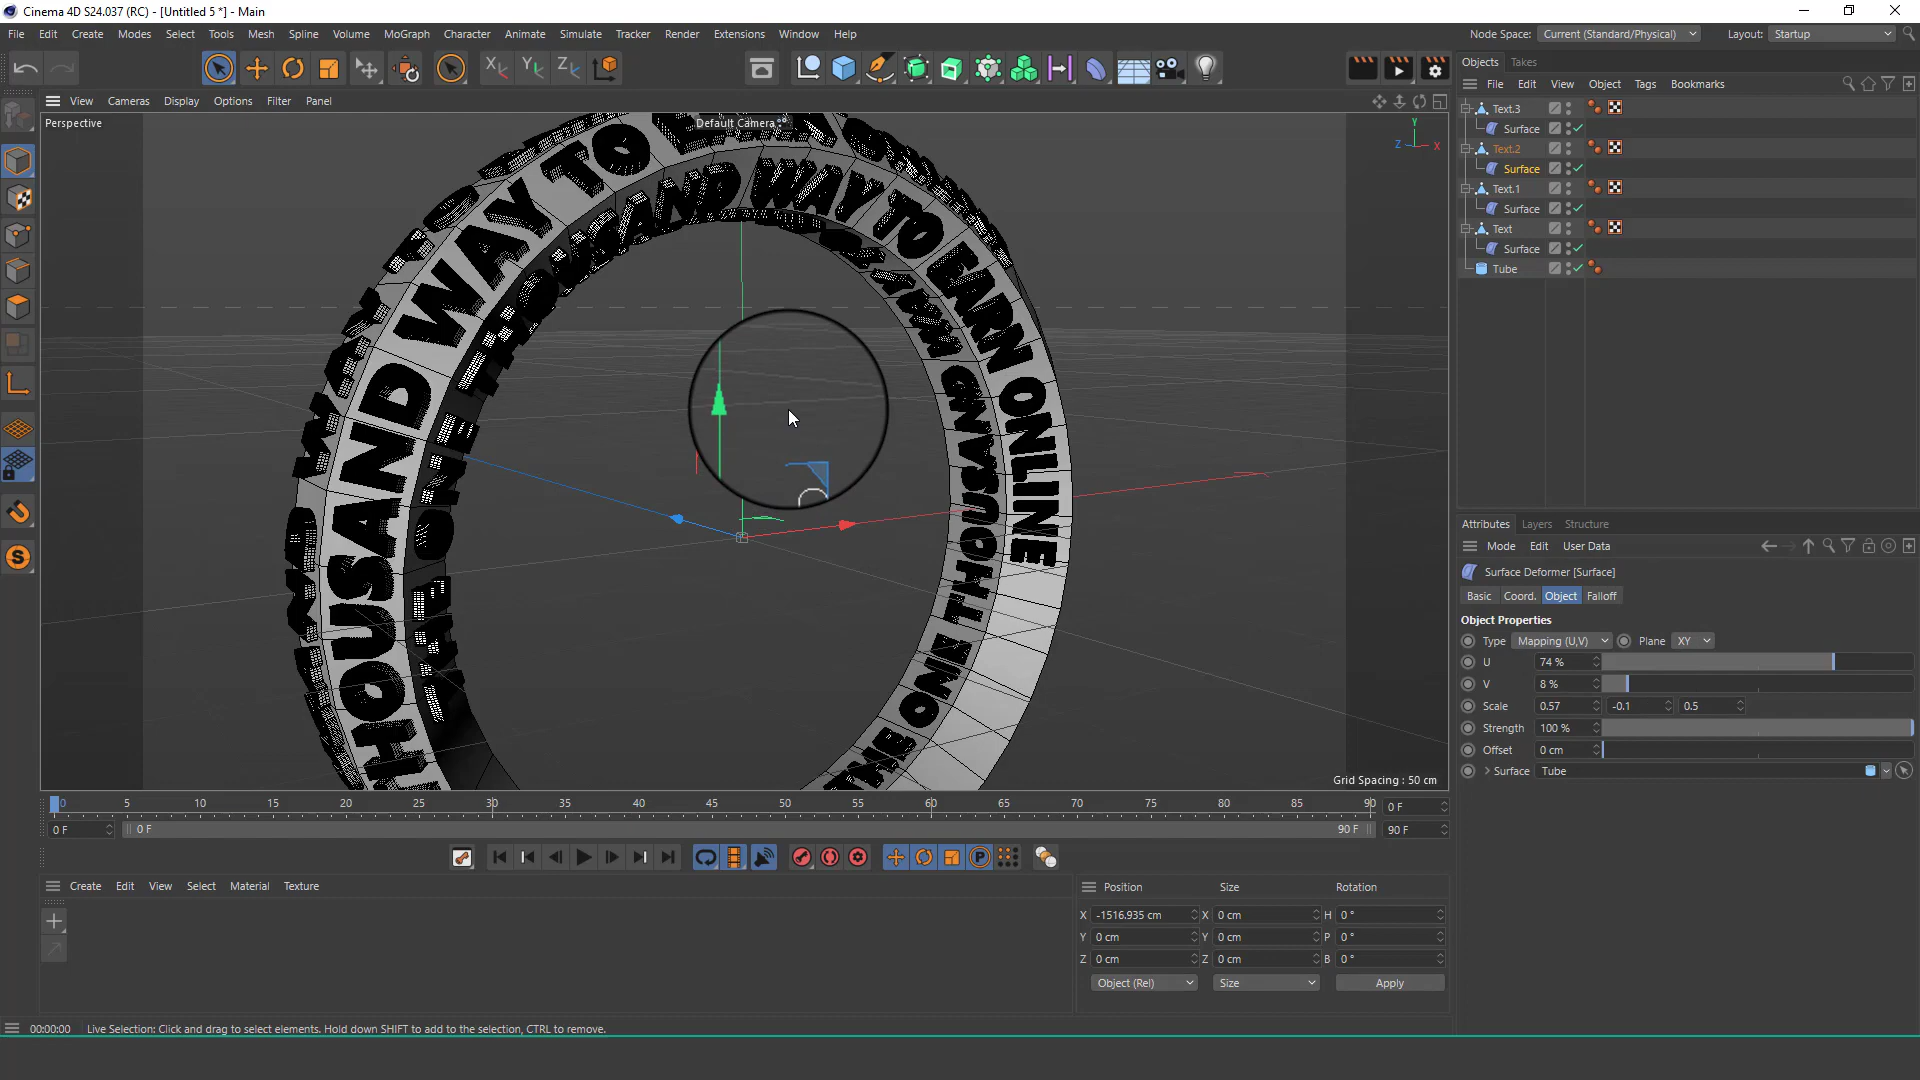 Cinema 4D S24.037 (RC) - [Untitled 5 *] - Main
File Edit Create Modes Select Tools Mesh Spline Volume MoGraph Character Animate Simulate Tracker Render Extensions Window Help
Node Space: Current (Standard/Physical) Layout: Startup
X Y Z
View Cameras Display Options Filter Panel
Perspective
Default Camera
Y
Z X
WAY TO
THOUSAND WAY TO EARN ONLINE
HOUSAND WAY
THOUSAND
Grid Spacing : 50 cm
Objects Takes
File Edit View Object Tags Bookmarks
Text.3
Surface
Text.2
Surface
Text.1
Surface
Text
Surface
Tube
Attributes Layers Structure
Mode Edit User Data
Surface Deformer [Surface]
Basic Coord. Object Falloff
Object Properties
Type Mapping (U,V) Plane XY
U 74 %
V 8 %
Scale 0.57 -0.1 0.5
Strength 100 %
Offset 0 cm
> Surface Tube
0 5 10 15 20 25 30 35 40 45 50 55 60 65 70 75 80 85 90 0 F
0 F 0 F 90 F 90 F
P
Create Edit View Select Material Texture
Position Size Rotation
X -1516.935 cm X 0 cm H 0 °
Y 0 cm Y 0 cm P 0 °
Z 0 cm Z 0 cm B 0 °
Object (Rel) Size Apply
00:00:00 Live Selection: Click and drag to select elements. Hold down SHIFT to add to the selection, CTRL to remove.